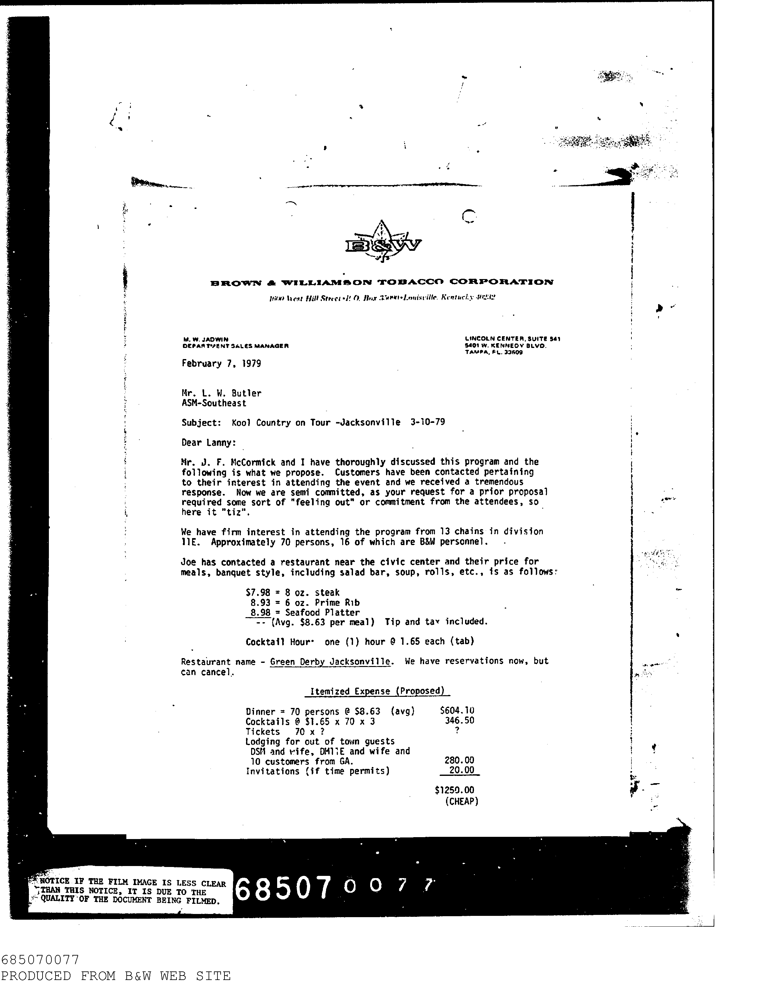 B&W
BROWN & WILLIAMSON TOBACCO CORPORATION
1600 West Hill Street • P. O. Box • Louisville, Kentucky 40232
M. W. JADWIN
DEPARTMENT SALES MANAGER
LINCOLN CENTER, SUITE 541
5401 W. KENNEDY BLVD.
TAMPA, FL. 33609
February 7, 1979
Mr. L. W. Butler
ASM-Southeast
Subject: Kool Country on Tour -Jacksonville 3-10-79
Dear Lanny:
Mr. J. F. McCormick and I have thoroughly discussed this program and the
following is what we propose. Customers have been contacted pertaining
to their interest in attending the event and we received a tremendous
response. Now we are semi committed, as your request for a prior proposal
required some sort of "feeling out" or commitment from the attendees, so
here it "tiz".
We have firm interest in attending the program from 13 chains in division
11E. Approximately 70 persons, 16 of which are B&W personnel.
Joe has contacted a restaurant near the civic center and their price for
meals, banquet style, including salad bar, soup, rolls, etc., is as follows:
$7.98 = 8 oz. steak
8.93 = 6 oz. Prime Rib
8.98 = Seafood Platter
-- (Avg. $8.63 per meal) Tip and tax included.
Cocktail Hour- one (1) hour @ 1.65 each (tab)
Restaurant name - Green Derby Jacksonville. We have reservations now, but
can cancel.
Itemized Expense (Proposed)
Dinner = 70 persons @ $8.63 (avg) $604.10
Cocktails @ $1.65 x 70 x 3 346.50
Tickets 70 x ? ?
Lodging for out of town guests
DSM and wife, DM11E and wife and
10 customers from GA. 280.00
Invitations (if time permits) 20.00
$1250.00
(CHEAP)
NOTICE IF THE FILM IMAGE IS LESS CLEAR
THAN THIS NOTICE, IT IS DUE TO THE
QUALITY OF THE DOCUMENT BEING FILMED.
68507 0077
685070077
PRODUCED FROM B&W WEB SITE